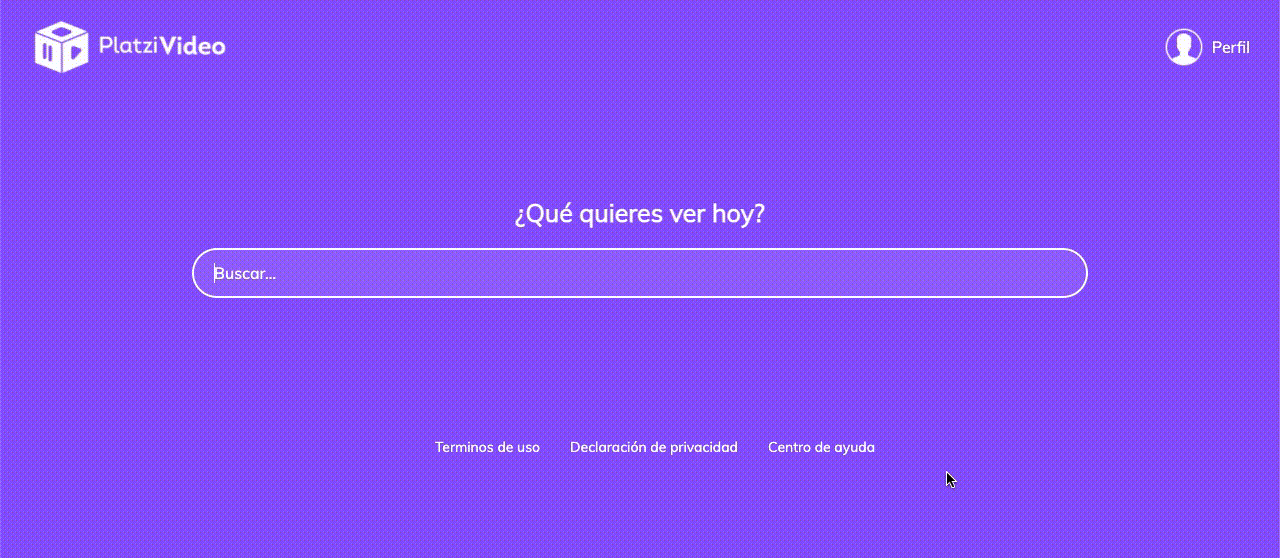 PlatziVideo
Perfil
¿Qué quieres ver hoy?
Buscar...
Terminos de uso Declaración de privacidad Centro de ayuda